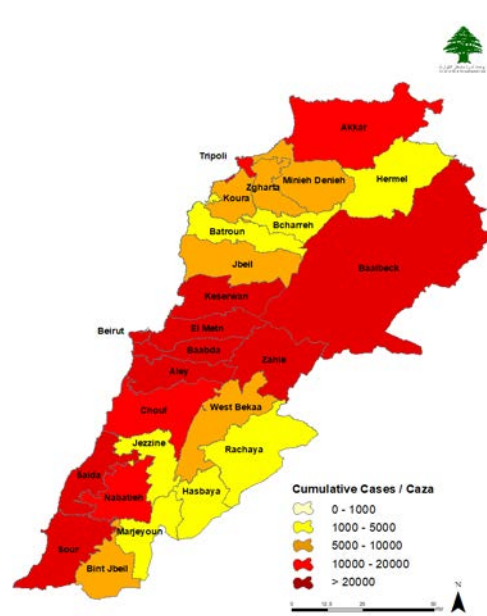 Akkar
Tripoli
Minieh Denieh
Zgharta
Hermel
Koura
Bcharreh
Batroun
Jbeil
Baalbeck
Keserwan
Beirut
El Metn
Baabda
Zahle
Aley
Chouf
West Bekaa
Jezzine
Rachaya
Saida
Hasbaya
Nabatieh
Marjeyoun
Sour
Bint Jbeil
Cumulative Cases / Caza
0 - 1000
1000 - 5000
5000 - 10000
10000 - 20000
> 20000
N